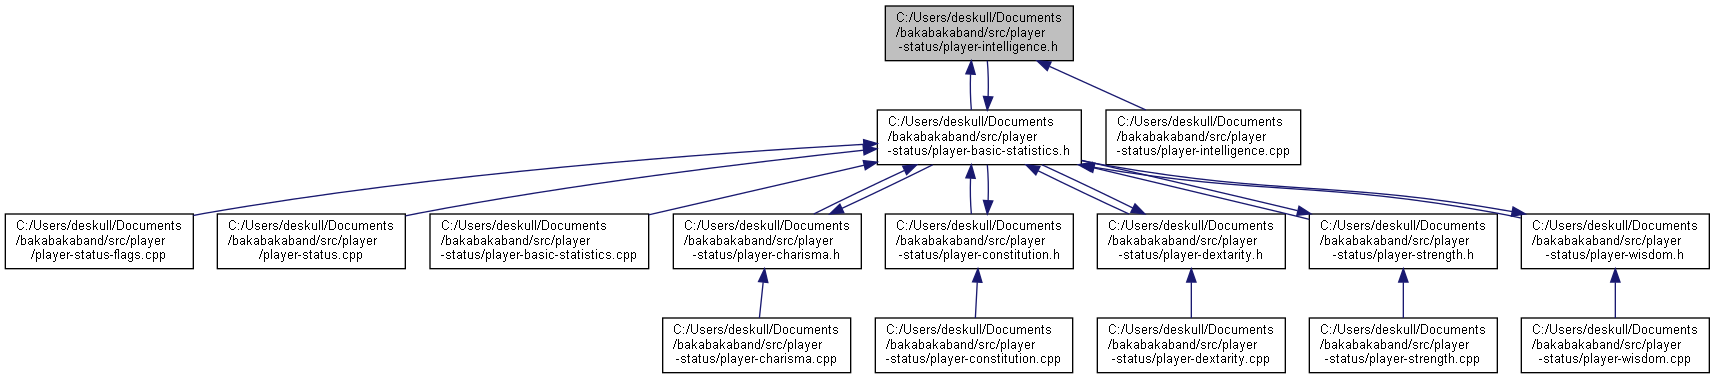 C:/Users/deskull/Documents
/bakabakaband/src/player
-status/player-intelligence.h
C:/Users/deskull/Documents
/bakabakaband/src/player
-status/player-basic-statistics.h
C:/Users/deskull/Documents
/bakabakaband/src/player
-status/player-intelligence.cpp
C:/Users/deskull/Documents
/bakabakaband/src/player
/player-status-flags.cpp
C:/Users/deskull/Documents
/bakabakaband/src/player
/player-status.cpp
C:/Users/deskull/Documents
/bakabakaband/src/player
-status/player-basic-statistics.cpp
C:/Users/deskull/Documents
/bakabakaband/src/player
-status/player-charisma.h
C:/Users/deskull/Documents
/bakabakaband/src/player
-status/player-constitution.h
C:/Users/deskull/Documents
/bakabakaband/src/player
-status/player-dextarity.h
C:/Users/deskull/Documents
/bakabakaband/src/player
-status/player-strength.h
C:/Users/deskull/Documents
/bakabakaband/src/player
-status/player-wisdom.h
C:/Users/deskull/Documents
/bakabakaband/src/player
-status/player-charisma.cpp
C:/Users/deskull/Documents
/bakabakaband/src/player
-status/player-constitution.cpp
C:/Users/deskull/Documents
/bakabakaband/src/player
-status/player-dextarity.cpp
C:/Users/deskull/Documents
/bakabakaband/src/player
-status/player-strength.cpp
C:/Users/deskull/Documents
/bakabakaband/src/player
-status/player-wisdom.cpp